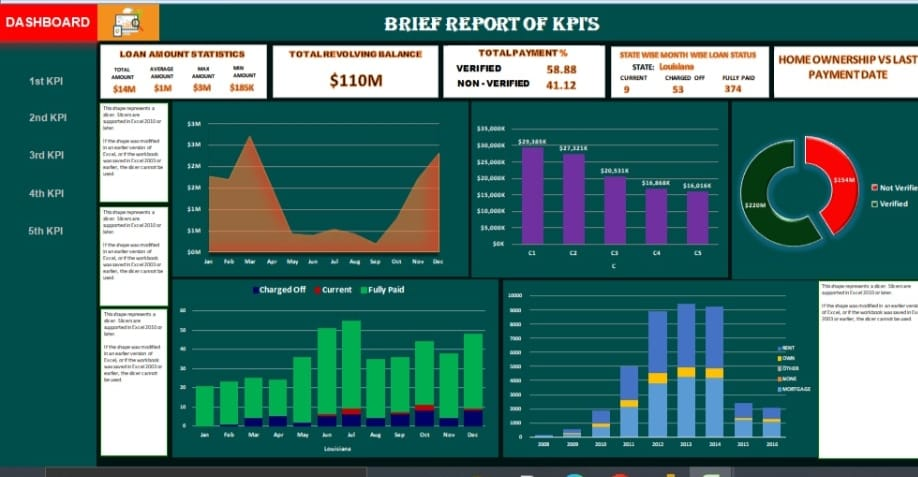 DASHBOARD
BRIEF REPORT OF KPI'S
1st KPI
2nd KPI
3rd KPI
4th KPI
5th KPI
LOAN AMOUNT STATISTICS
TOTAL AMOUNT AVERAGE AMOUNT MAX AMOUNT MIN AMOUNT
$14M $1M $3M $185K
TOTAL REVOLVING BALANCE
$110M
TOTAL PAYMENT %
VERIFIED 58.88
NON - VERIFIED 41.12
STATE WISE MONTH WISE LOAN STATUS
STATE: Louisiana
CURRENT CHARGED OFF FULLY PAID
9 53 374
HOME OWNERSHIP VS LAST
PAYMENT DATE
This shape represents a
slicer. Slicers are
supported in Excel 2010 or
later.
If the shape was modified
in an earlier version of
Excel, or if the workbook
was saved in Excel 2003 or
earlier, the slicer cannot be
used.
This shape represents a
slicer. Slicers are
supported in Excel 2010 or
later.
If the shape was modified
in an earlier version of
Excel, or if the workbook
was saved in Excel 2003 or
earlier, the slicer cannot be
used.
This shape represents a
slicer. Slicers are
supported in Excel 2010 or
later.
If the shape was modified
in an earlier version of
Excel, or if the workbook
was saved in Excel 2003 or
earlier, the slicer cannot
be used.
$3M
$3M
$2M
$2M
$1M
$1M
$0M
Jan Feb Mar Apr May Jun Jul Aug Sep Oct Nov Dec
$35,000K
$30,000K
$25,000K
$20,000K
$15,000K
$10,000K
$5,000K
$0K
$29,385K
$27,321K
$20,531K
$16,868K
$16,016K
C1 C2 C3 C4 C5
C
$154M
$220M
Not Verifie
Verified
Charged Off Current Fully Paid
60
50
40
30
20
10
0
Jan Feb Mar Apr May Jun Jul Aug Sep Oct Nov Dec
Louisiana
10000
9000
8000
7000
6000
5000
4000
3000
2000
1000
0
2008 2009 2010 2011 2012 2013 2014 2015 2016
RENT
OWN
OTHER
NONE
MORTGAGE
This shape represents a slicer. Slicers are
supported in Excel 2010 or later.
If the shape was modified in an earlier versi
of Excel, or if the workbook was saved in Ex
2003 or earlier, the slicer cannot be used.